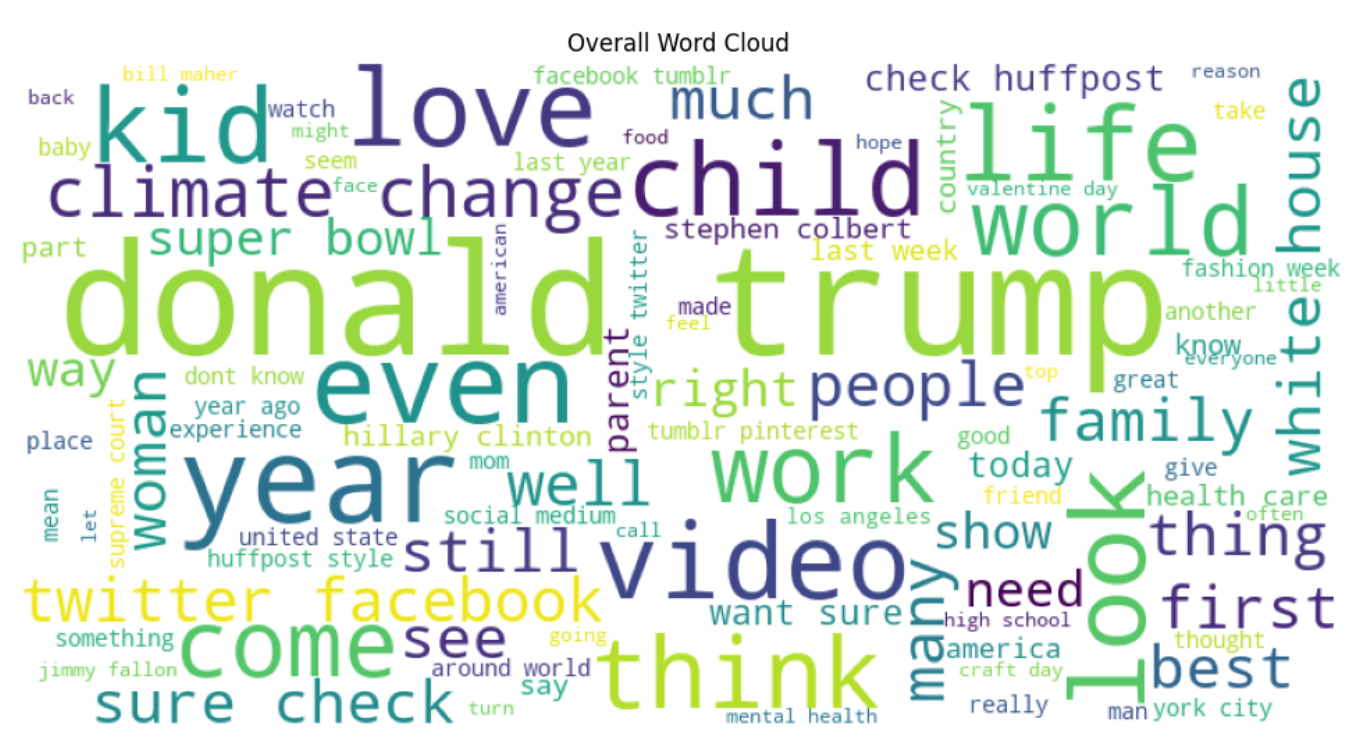 Overall Word Cloud
bill maher
facebook tumblr
check huffpost
reason
back
kid
watch
love
much
take
might
baby
seem
food
last year
child
hope
country
life
white house
climate change
face
valentine day
world
part
super bowl
american
style twitter
stephen colbert
last week
fashion week
little
donald trump
made
feel
another
know
everyone
way
dont know
even
parent
right
people
top
great
year ago
experience
place
supreme court
woman
hillary clinton
tumblr pinterest
good
family
today
give
mom
year
well
work
look
friend
health care
often
mean
let
social medium
call
los angeles
united state
huffpost style
still
video
show
thing
twitter facebook
want sure
many
need
first
high school
something
come
see
going
think
america
thought
jimmy fallon
around world
craft day
best
sure check
say
turn
mental health
really
man
york city